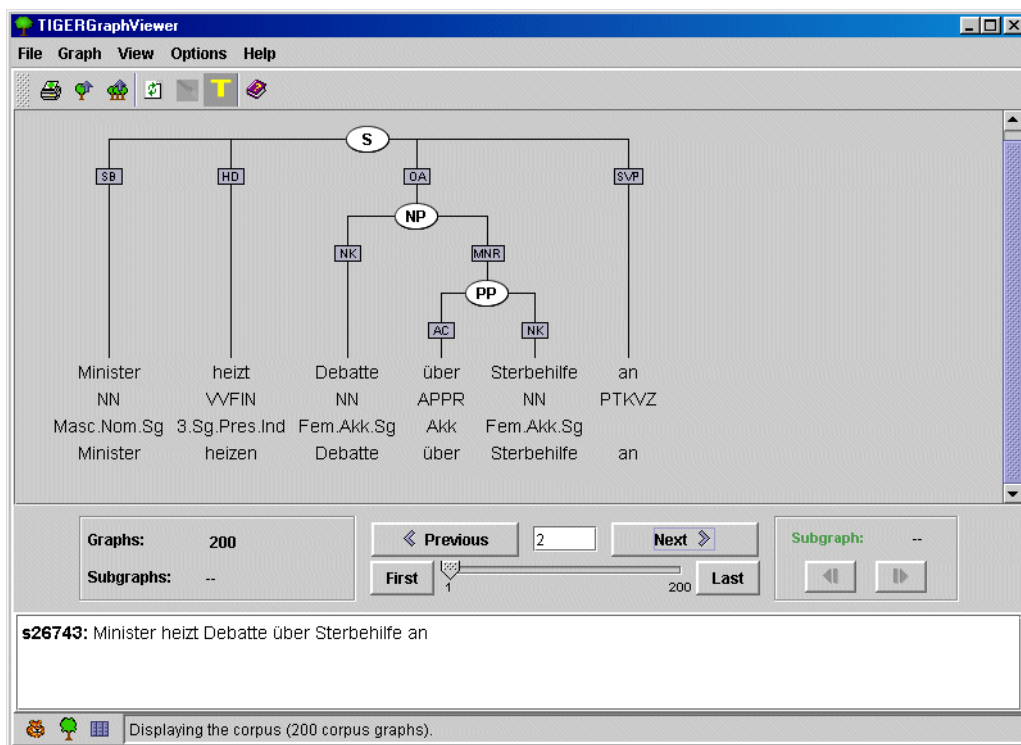 TIGERGraphViewer
File Graph View Options Help
T
S
SB HD OA SVP
NP
NK MNR
PP
AC NK
Minister heizt Debatte über Sterbehilfe an
NN VVFIN NN APPR NN PTKVZ
Masc.Nom.Sg 3.Sg.Pres.Ind Fem.Akk.Sg Akk Fem.Akk.Sg
Minister heizen Debatte über Sterbehilfe an
Graphs: 200 Previous 2 Next Subgraph: --
Subgraphs: -- First 1 200 Last
s26743: Minister heizt Debatte über Sterbehilfe an
Displaying the corpus (200 corpus graphs).